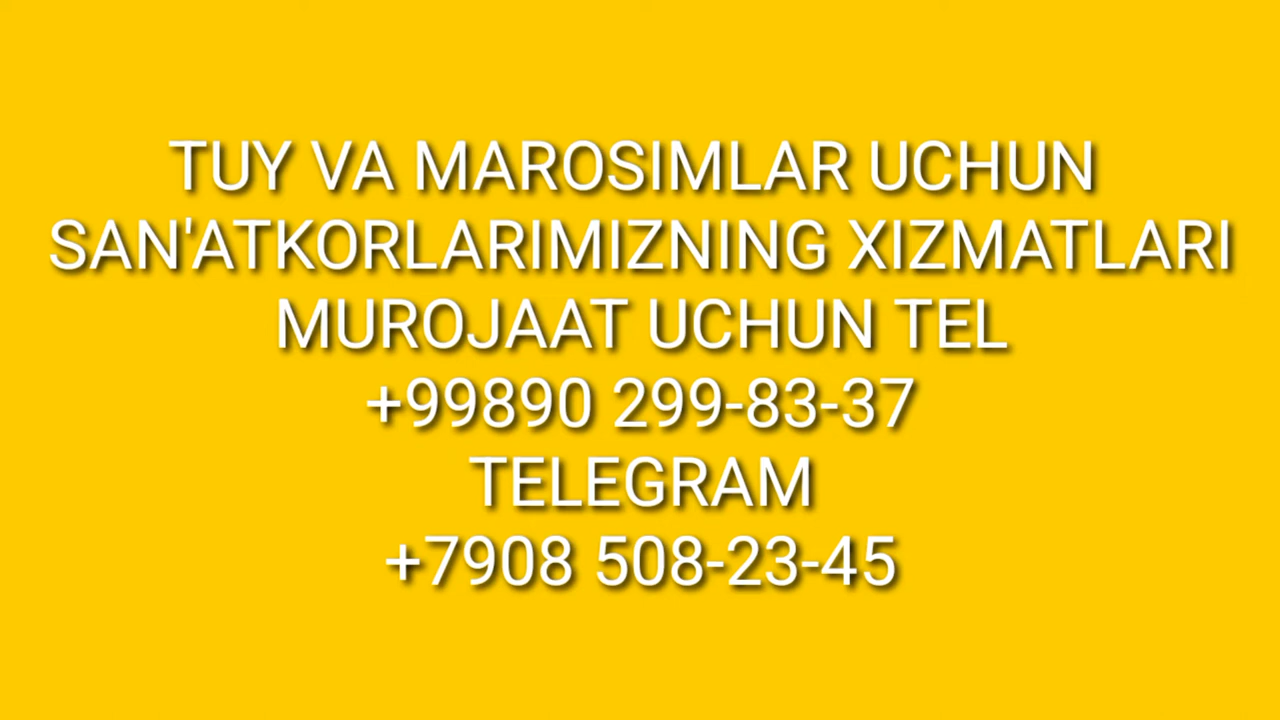 TUY VA MAROSIMLAR UCHUN
SAN'ATKORLARIMIZNING XIZMATLARI
MUROJAAT UCHUN TEL
+99890 299-83-37
TELEGRAM
+7908 508-23-45